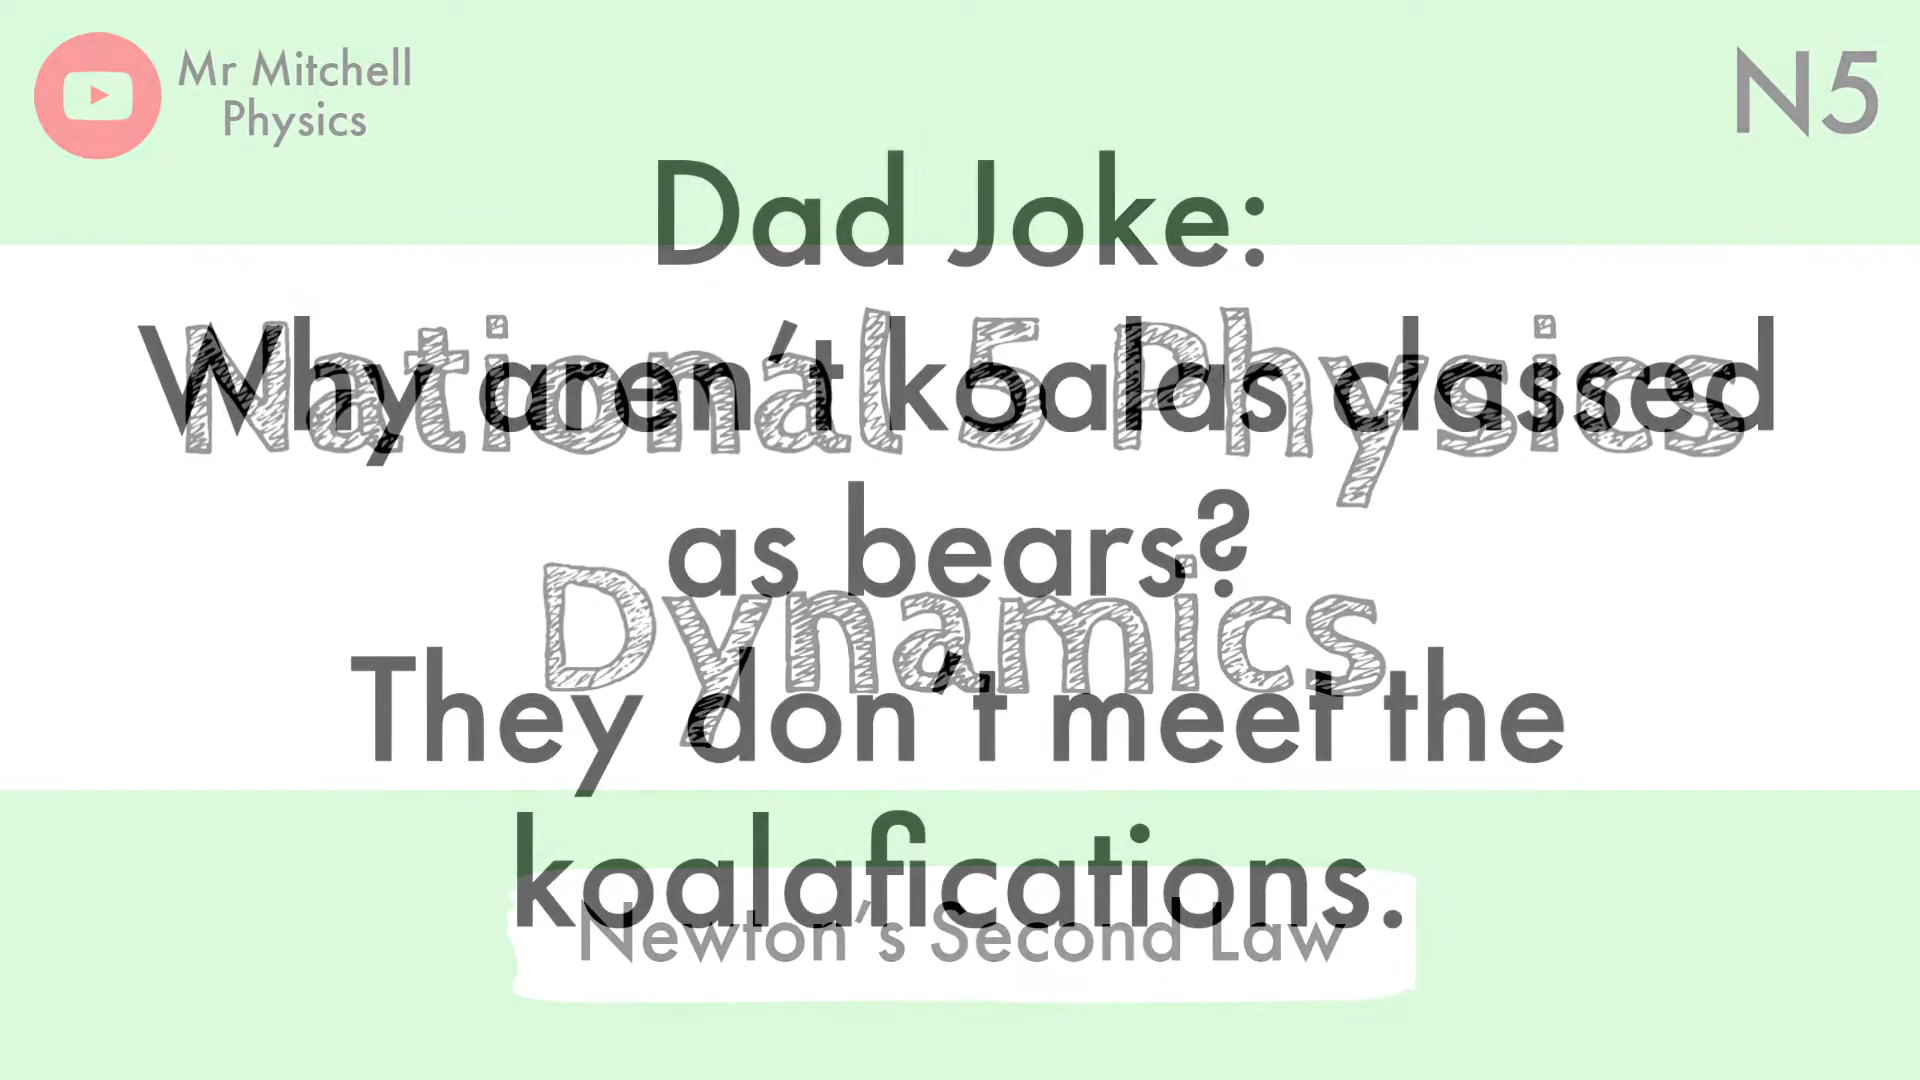 Mr Mitchell
Physics
N5
Dad Joke:
Why aren't koalas classed
as bears?
They don't meet the
koalafications.
National 5 Physics
Dynamics
Newton's Second Law